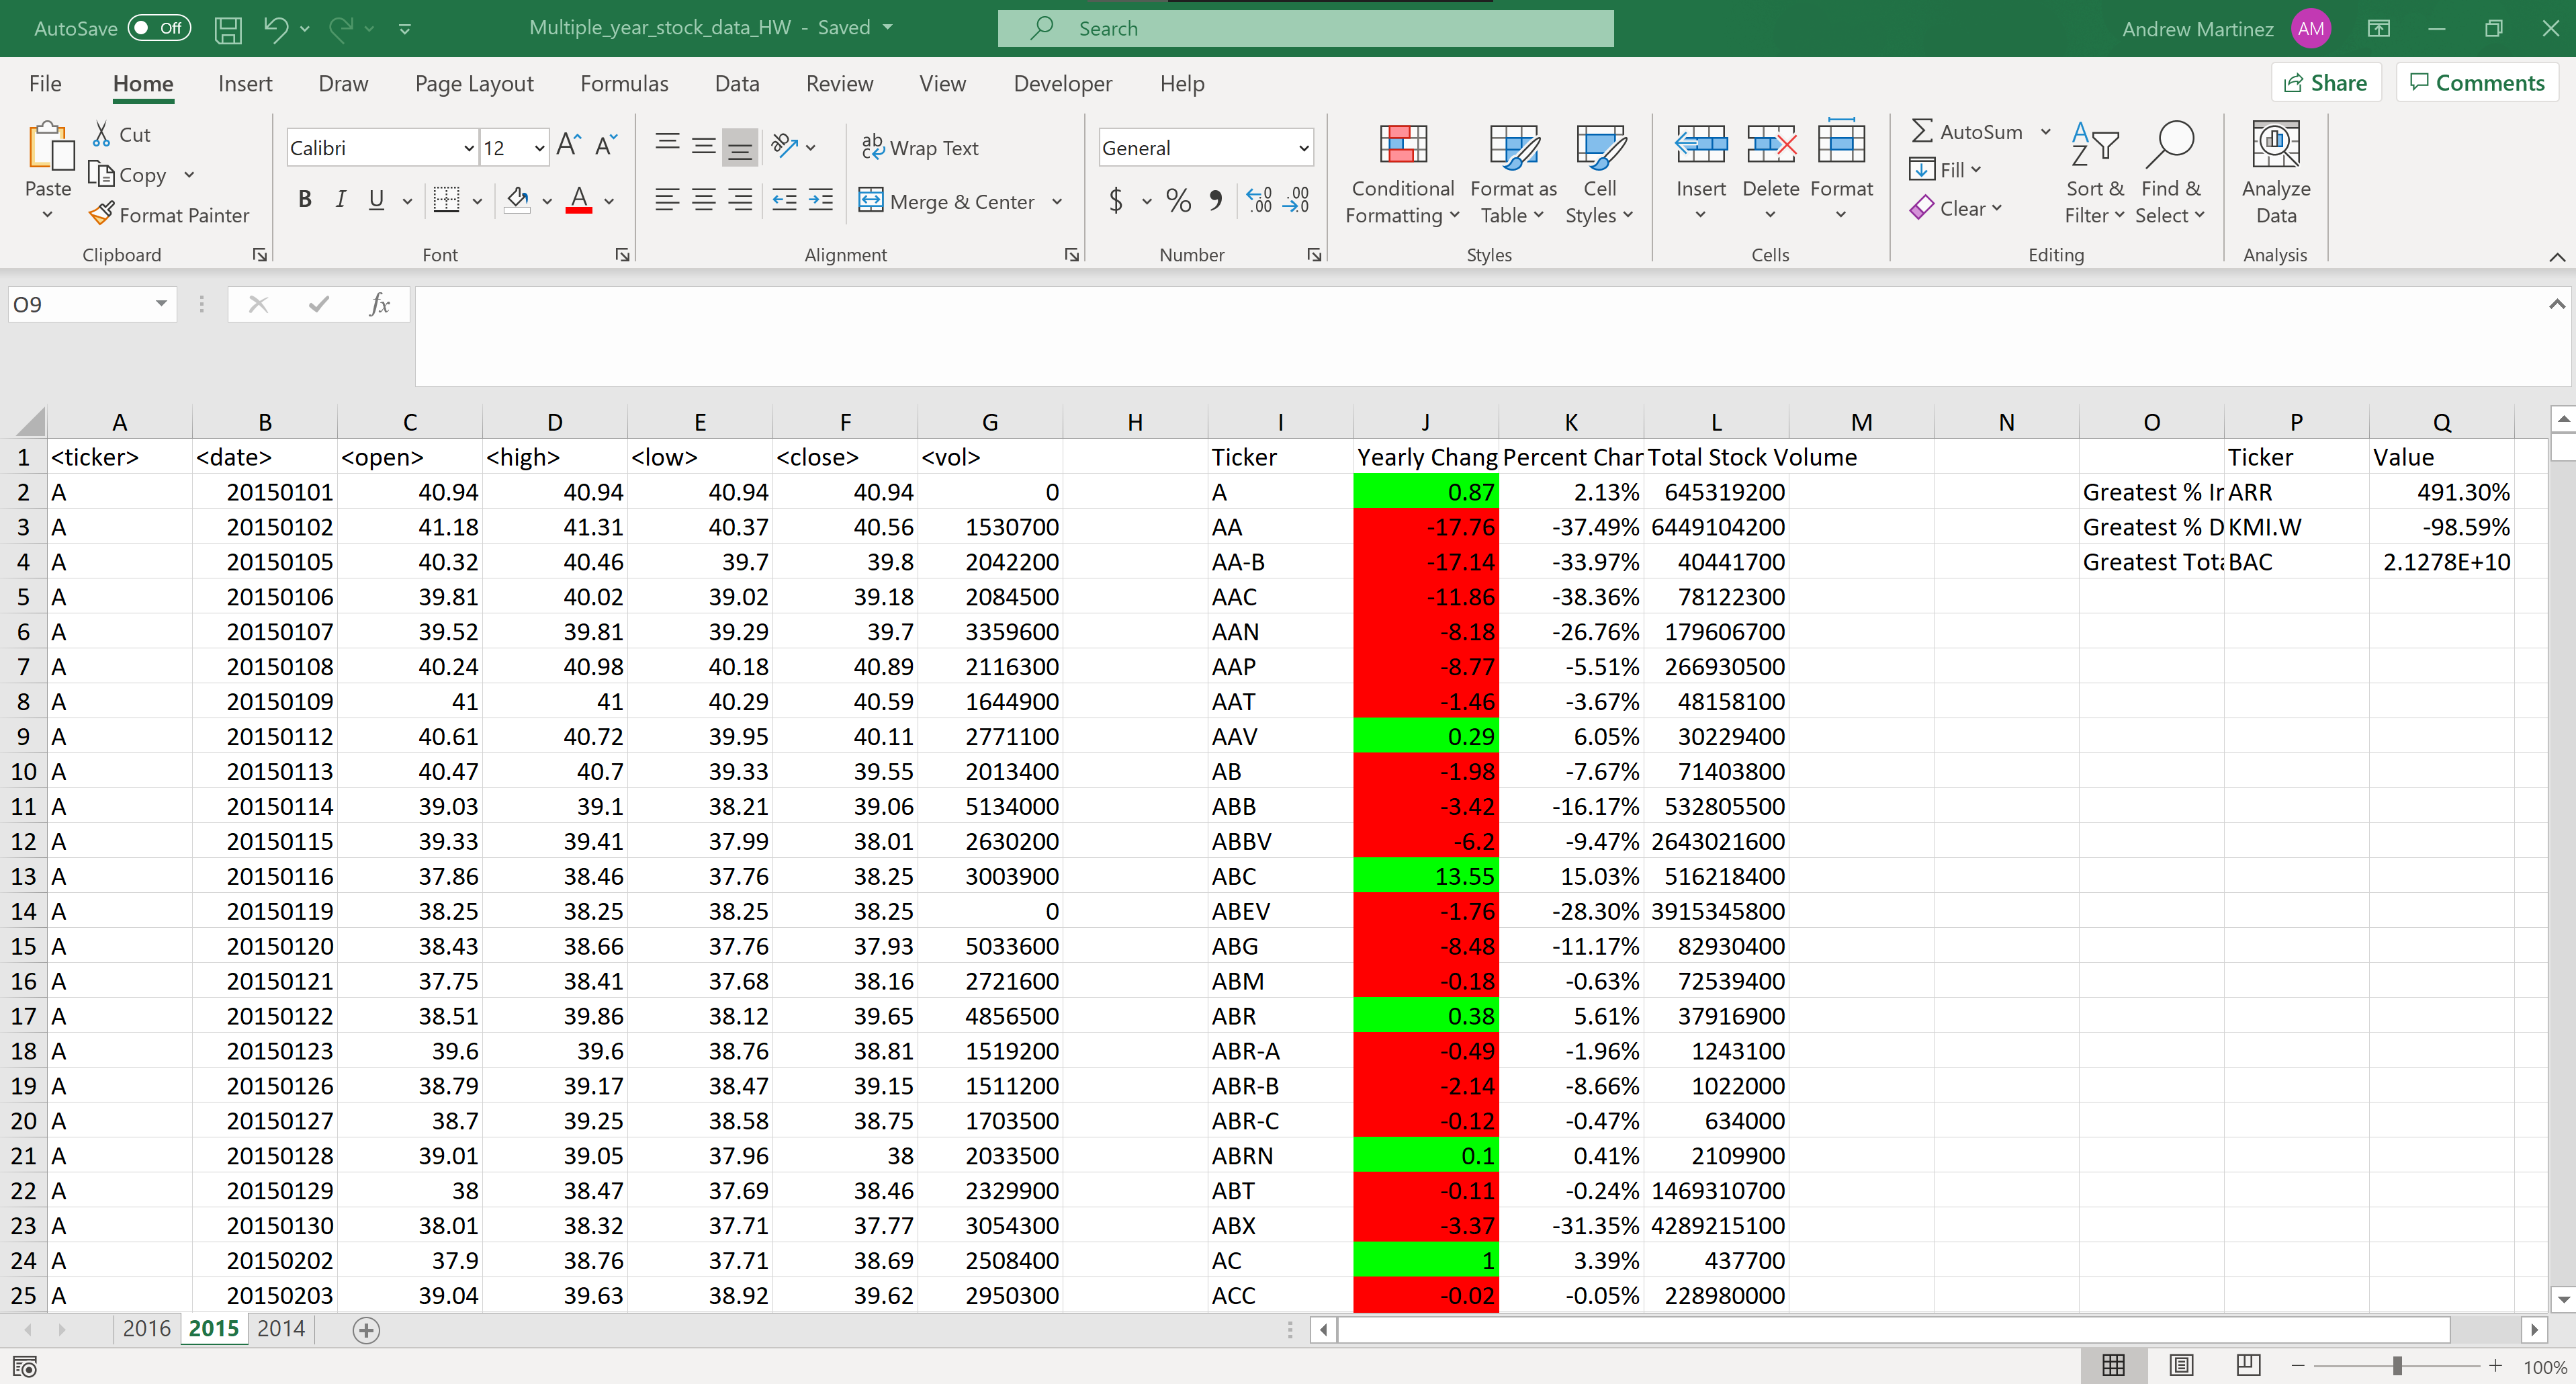 AutoSave Off Multiple_year_stock_data_HW - Saved Search Andrew Martinez AM
File Home Insert Draw Page Layout Formulas Data Review View Developer Help Share Comments
Paste Cut Copy Format Painter Clipboard
Calibri 12 B I U Font
Wrap Text Merge & Center Alignment
General $ % Number
Conditional Formatting Format as Table Cell Styles Styles
Insert Delete Format Cells
AutoSum Fill Clear Sort & Filter Find & Select Editing
Analyze Data Analysis
O9 fx
A B C D E F G H I J K L M N O P Q
1 <ticker> <date> <open> <high> <low> <close> <vol> Ticker Yearly Chang Percent Char Total Stock Volume Ticker Value
2 A 20150101 40.94 40.94 40.94 40.94 0 A 0.87 2.13% 645319200 Greatest % Ir ARR 491.30%
3 A 20150102 41.18 41.31 40.37 40.56 1530700 AA -17.76 -37.49% 6449104200 Greatest % D KMI.W -98.59%
4 A 20150105 40.32 40.46 39.7 39.8 2042200 AA-B -17.14 -33.97% 40441700 Greatest Tota BAC 2.1278E+10
5 A 20150106 39.81 40.02 39.02 39.18 2084500 AAC -11.86 -38.36% 78122300
6 A 20150107 39.52 39.81 39.29 39.7 3359600 AAN -8.18 -26.76% 179606700
7 A 20150108 40.24 40.98 40.18 40.89 2116300 AAP -8.77 -5.51% 266930500
8 A 20150109 41 41 40.29 40.59 1644900 AAT -1.46 -3.67% 48158100
9 A 20150112 40.61 40.72 39.95 40.11 2771100 AAV 0.29 6.05% 30229400
10 A 20150113 40.47 40.7 39.33 39.55 2013400 AB -1.98 -7.67% 71403800
11 A 20150114 39.03 39.1 38.21 39.06 5134000 ABB -3.42 -16.17% 532805500
12 A 20150115 39.33 39.41 37.99 38.01 2630200 ABBV -6.2 -9.47% 2643021600
13 A 20150116 37.86 38.46 37.76 38.25 3003900 ABC 13.55 15.03% 516218400
14 A 20150119 38.25 38.25 38.25 38.25 0 ABEV -1.76 -28.30% 3915345800
15 A 20150120 38.43 38.66 37.76 37.93 5033600 ABG -8.48 -11.17% 82930400
16 A 20150121 37.75 38.41 37.68 38.16 2721600 ABM -0.18 -0.63% 72539400
17 A 20150122 38.51 39.86 38.12 39.65 4856500 ABR 0.38 5.61% 37916900
18 A 20150123 39.6 39.6 38.76 38.81 1519200 ABR-A -0.49 -1.96% 1243100
19 A 20150126 38.79 39.17 38.47 39.15 1511200 ABR-B -2.14 -8.66% 1022000
20 A 20150127 38.7 39.25 38.58 38.75 1703500 ABR-C -0.12 -0.47% 634000
21 A 20150128 39.01 39.05 37.96 38 2033500 ABRN 0.1 0.41% 2109900
22 A 20150129 38 38.47 37.69 38.46 2329900 ABT -0.11 -0.24% 1469310700
23 A 20150130 38.01 38.32 37.71 37.77 3054300 ABX -3.37 -31.35% 4289215100
24 A 20150202 37.9 38.76 37.71 38.69 2508400 AC 1 3.39% 437700
25 A 20150203 39.04 39.63 38.92 39.62 2950300 ACC -0.02 -0.05% 228980000
2016 2015 2014
100%